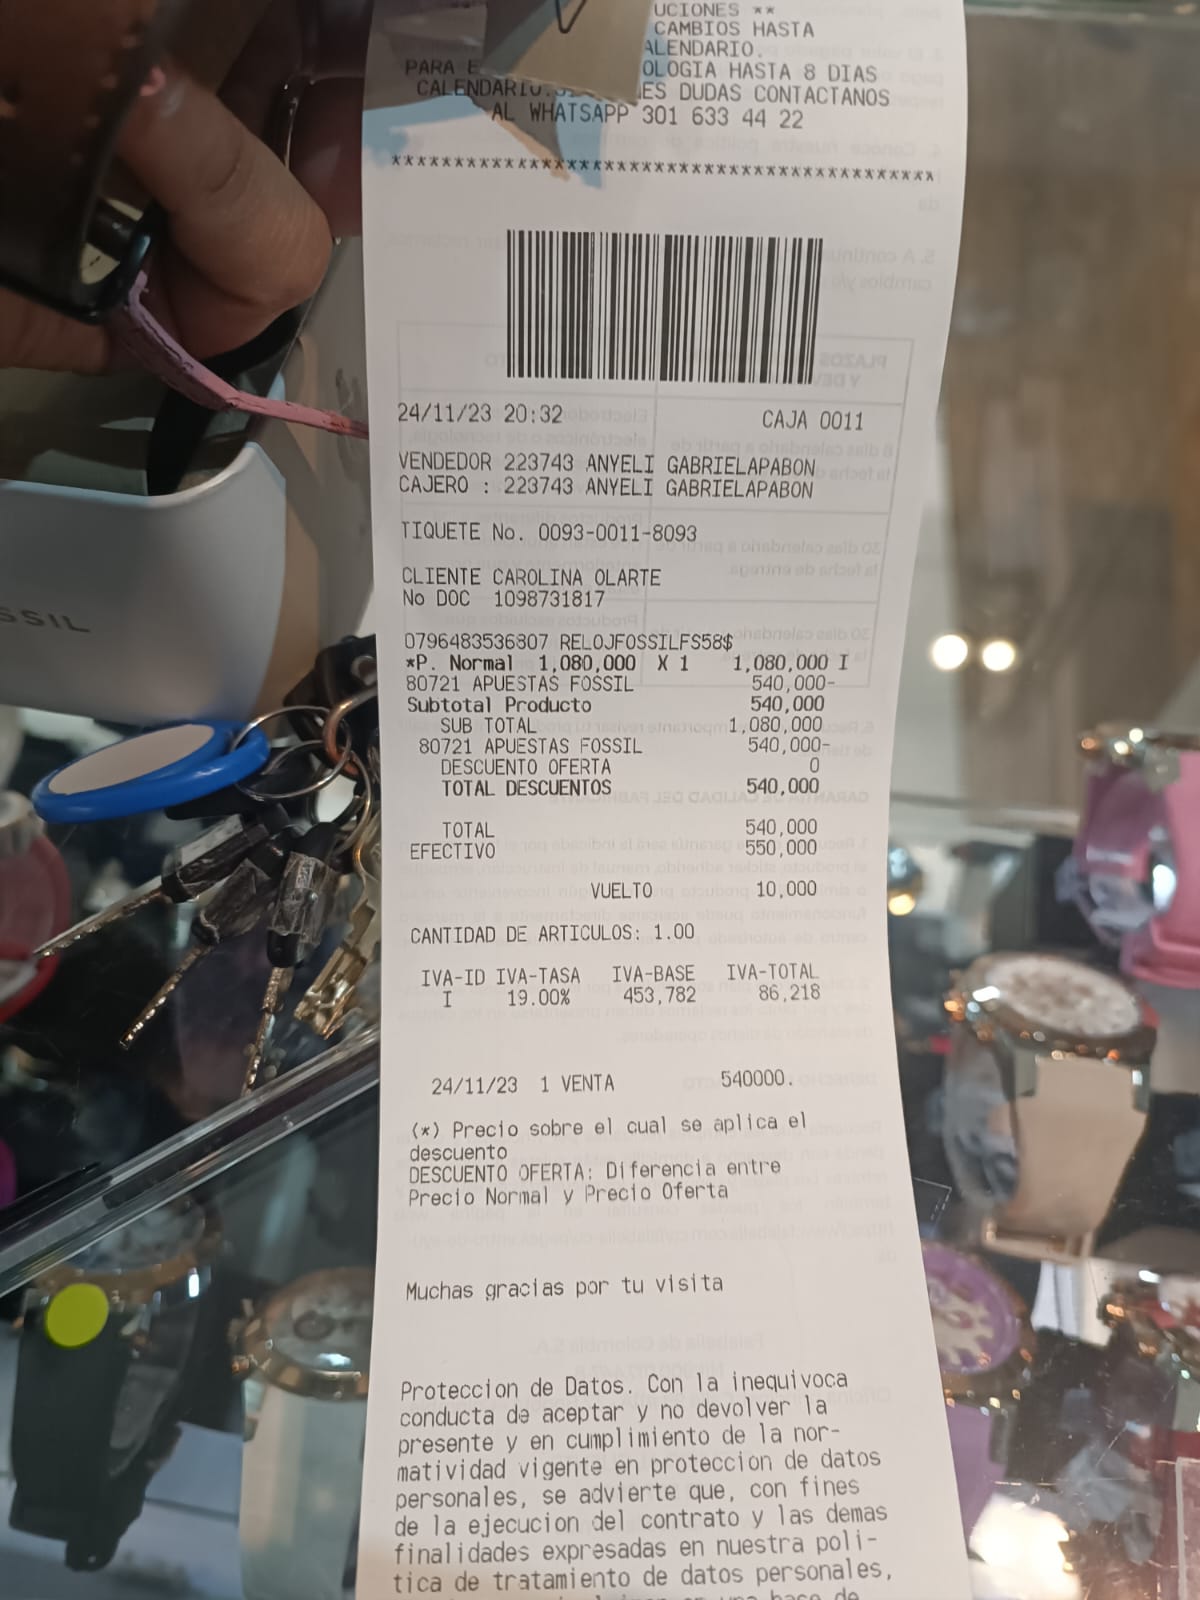 UCIONES **
CAMBIOS HASTA
ALENDARIO.
PARA E OLOGIA HASTA 8 DIAS
CALENDARIO. ES DUDAS CONTACTANOS
AL WHATSAPP 301 633 44 22
*********************************************
24/11/23 20:32 CAJA 0011
VENDEDOR 223743 ANYELI GABRIELAPABON
CAJERO : 223743 ANYELI GABRIELAPABON
TIQUETE No. 0093-0011-8093
CLIENTE CAROLINA OLARTE
No DOC 1098731817
0796483536807 RELOJFOSSILFS58$
*P. Normal 1,080,000 X 1 1,080,000 I
80721 APUESTAS FOSSIL 540,000-
Subtotal Producto 540,000
SUB TOTAL 1,080,000
80721 APUESTAS FOSSIL 540,000-
DESCUENTO OFERTA 0
TOTAL DESCUENTOS 540,000
TOTAL 540,000
EFECTIVO 550,000
VUELTO 10,000
CANTIDAD DE ARTICULOS: 1.00
IVA-ID IVA-TASA IVA-BASE IVA-TOTAL
I 19.00% 453,782 86,218
24/11/23 1 VENTA 540000.
(*) Precio sobre el cual se aplica el
descuento
DESCUENTO OFERTA: Diferencia entre
Precio Normal y Precio Oferta
Muchas gracias por tu visita
Proteccion de Datos. Con la inequivoca
conducta de aceptar y no devolver la
presente y en cumplimiento de la nor-
matividad vigente en proteccion de datos
personales, se advierte que, con fines
de la ejecucion del contrato y las demas
finalidades expresadas en nuestra poli-
tica de tratamiento de datos personales,
SSIL